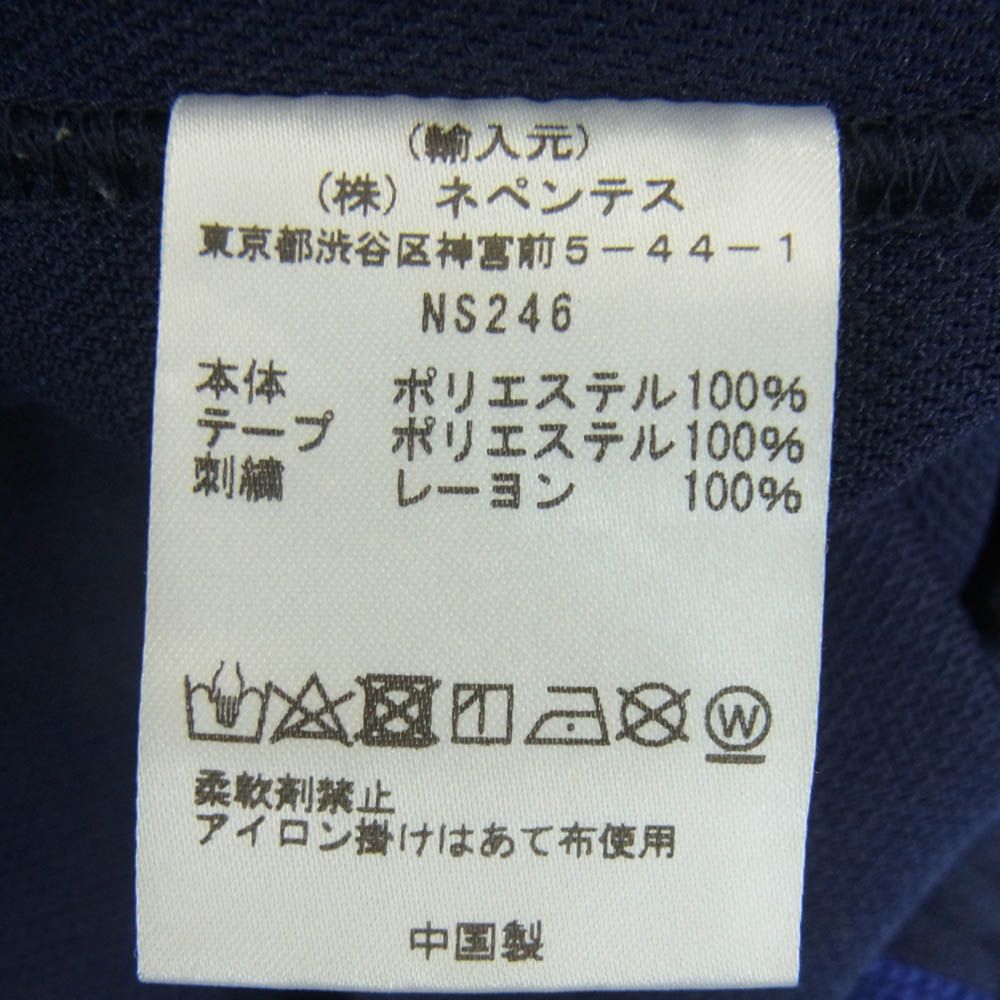 (輸入元)
(株) ネペンテス
東京都渋谷区神宮前5-44-1
NS246
本体 ポリエステル100%
テープ ポリエステル100%
刺繍 レーヨン 100%
W
柔軟剤禁止
アイロン掛けはあて布使用
中国製